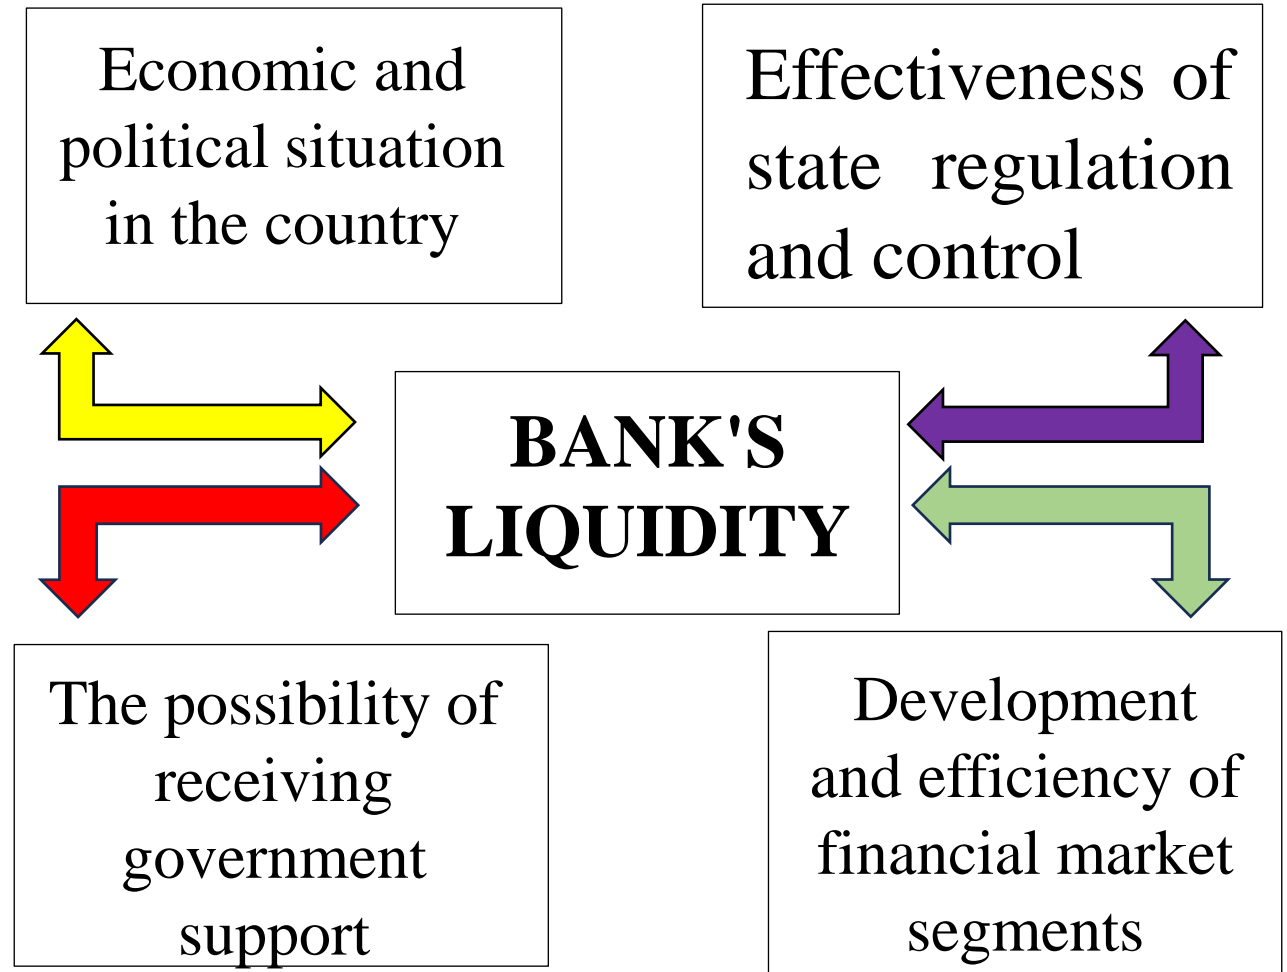 Economic and
political situation
in the country
Effectiveness of
state regulation
and control
BANK'S
LIQUIDITY
The possibility of
receiving
government
support
Development
and efficiency of
financial market
segments